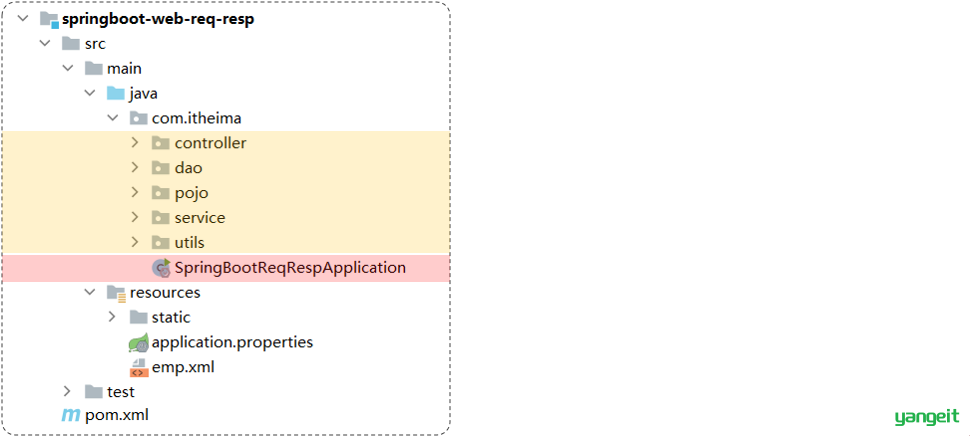 springboot-web-req-resp
src
main
java
com.itheima
controller
dao
pojo
service
utils
SpringBootReqRespApplication
resources
static
application.properties
emp.xml
test
pom.xml
yangeit